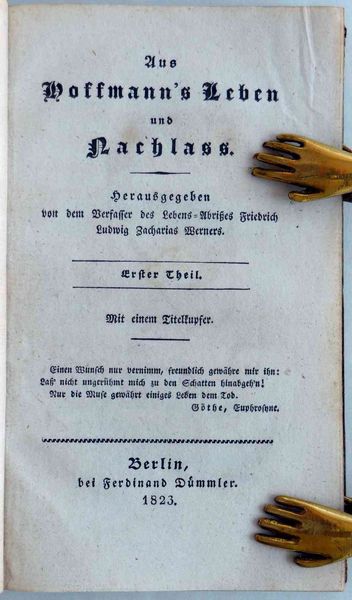 Aus
Hoffmann's Leben
und
Nachlass.
Herausgegeben
von dem Verfasser des Lebens-Abrißes Friedrich
Ludwig Zacharias Werners.
Erster Theil.
Mit einem Titelkupfer.
Einen Wunsch nur vernimm, freundlich gewähre mir ihn:
Laß' nicht ungerühmt mich zu den Schatten hinabgeh'n!
Nur die Muse gewährt einiges Leben dem Tod.
Göthe, Euphrosyne.
Berlin,
bei Ferdinand Dümmler.
1823.